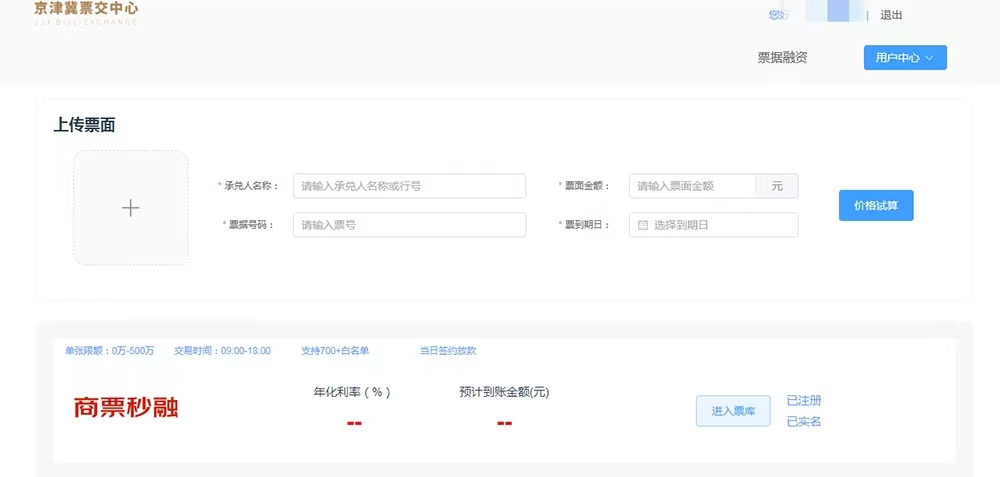 京津冀票交中心
JJJ BILL EXCHANGE
您好 | 退出
票据融资 用户中心
上传票面
* 承兑人名称： 请输入承兑人名称或行号 * 票面金额： 请输入票面金额 元
价格试算
* 票据号码： 请输入票号 * 票到期日： 选择到期日
单张限额：0万-500万 交易时间：09:00-18:00 支持700+白名单 当日签约放款
年化利率（%） 预计到账金额(元)
商票秒融 进入票库 已注册
-- -- 已实名